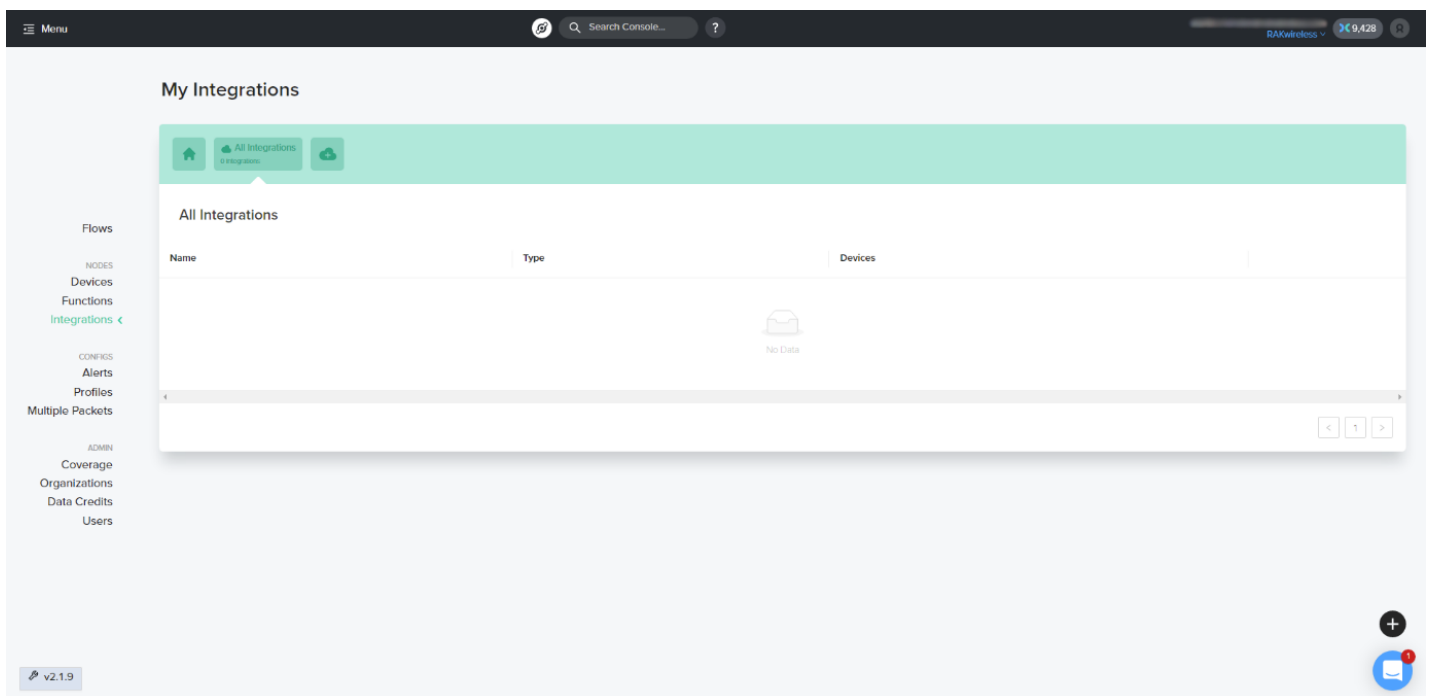 Menu
Search Console...
?
RAKwireless
9,428
My Integrations
All Integrations
0 Integrations
All Integrations
Name
Type
Devices
No Data
<
1
>
Flows
NODES
Devices
Functions
Integrations <
CONFIGS
Alerts
Profiles
Multiple Packets
ADMIN
Coverage
Organizations
Data Credits
Users
1
v2.1.9